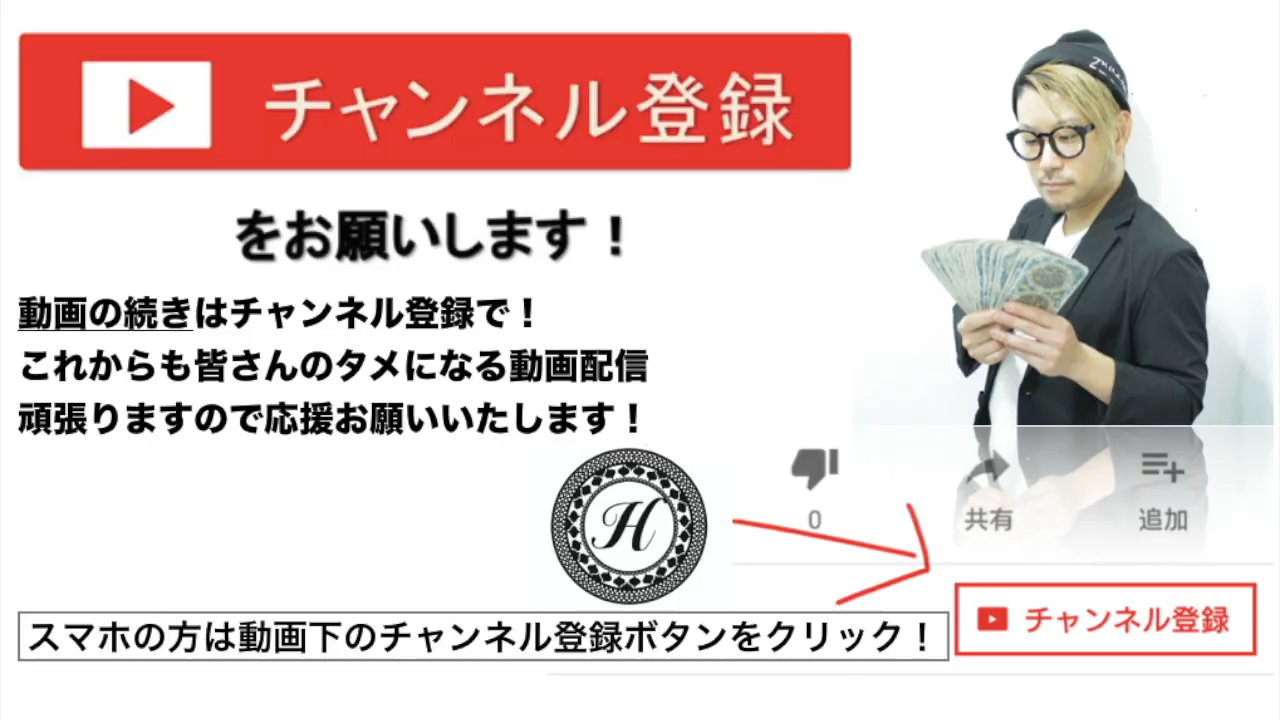 チャンネル登録
をお願いします！
動画の続きはチャンネル登録で！
これからも皆さんのタメになる動画配信
頑張りますので応援お願いいたします！
H
0
共有
追加
チャンネル登録
スマホの方は動画下のチャンネル登録ボタンをクリック！